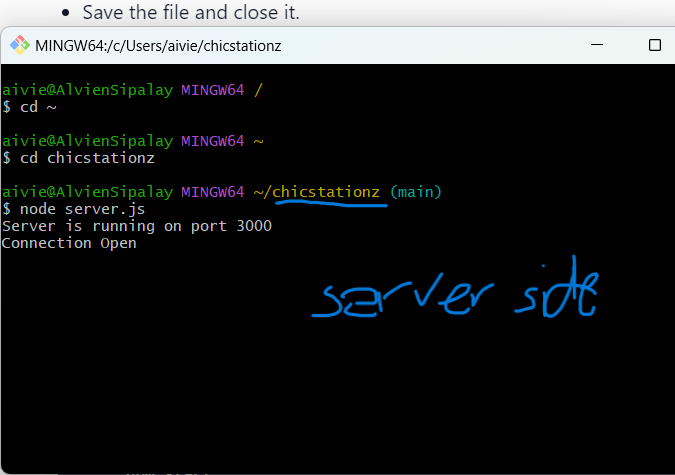 • Save the file and close it.
MINGW64:/c/Users/aivie/chicstationz
aivie@AlvienSipalay MINGW64 /
$ cd ~
aivie@AlvienSipalay MINGW64 ~
$ cd chicstationz
aivie@AlvienSipalay MINGW64 ~/chicstationz (main)
$ node server.js
Server is running on port 3000
Connection Open
server side